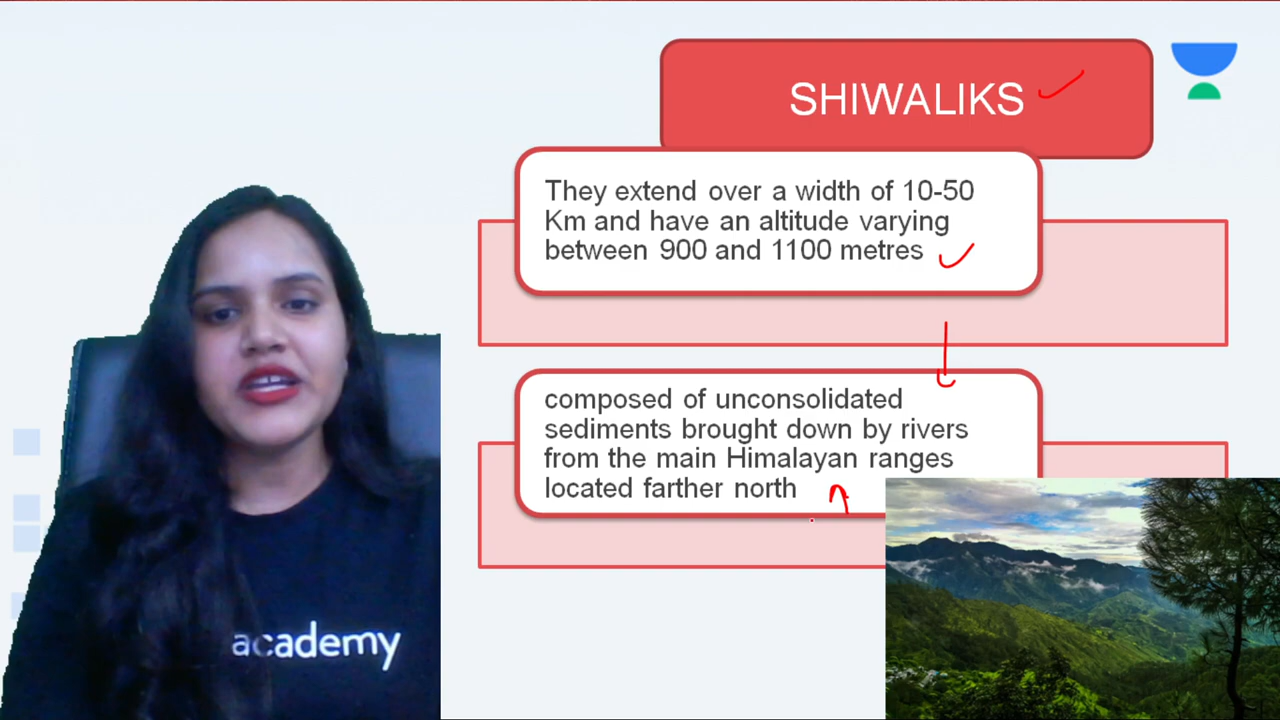 SHIWALIKS
They extend over a width of 10-50
Km and have an altitude varying
between 900 and 1100 metres
composed of unconsolidated
sediments brought down by rivers
from the main Himalayan ranges
located farther north
academy